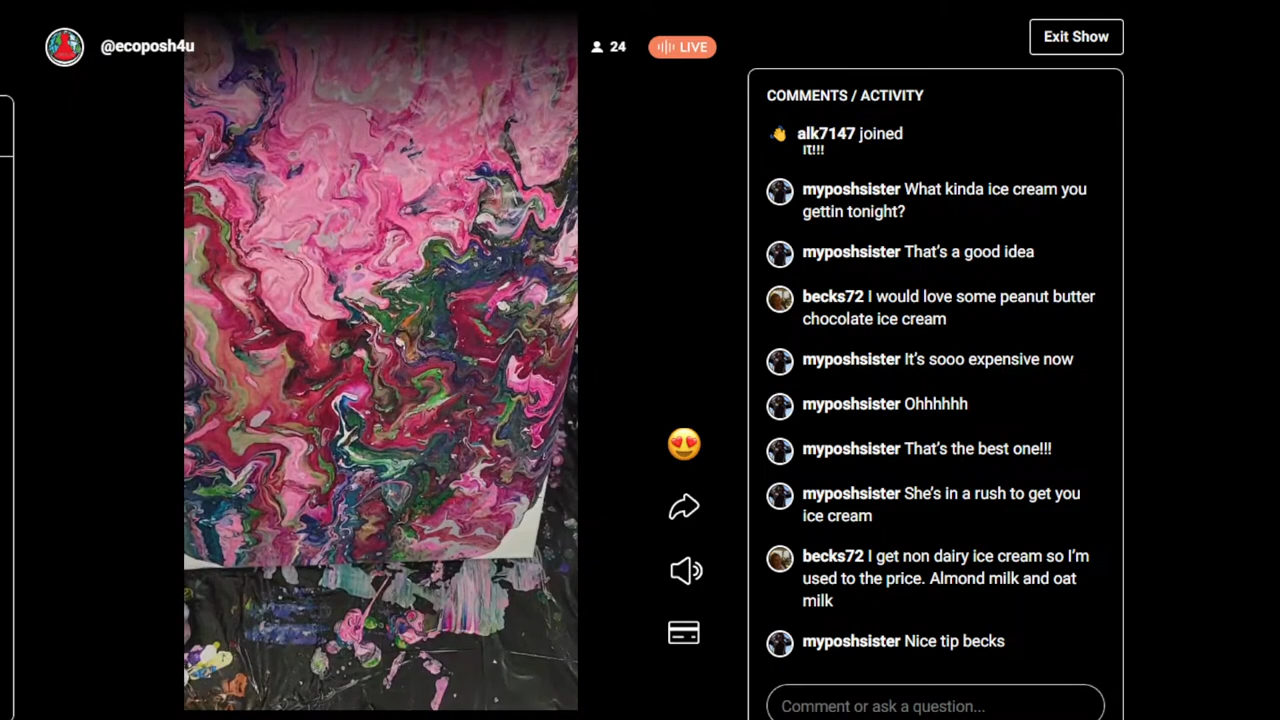 @ecoposh4u
24
LIVE
Exit Show
COMMENTS / ACTIVITY
alk7147 joined
IT!!!
myposhsister What kinda ice cream you
gettin tonight?
myposhsister That's a good idea
becks72 I would love some peanut butter
chocolate ice cream
myposhsister It's sooo expensive now
myposhsister Ohhhhhh
myposhsister That's the best one!!!
myposhsister She's in a rush to get you
ice cream
becks72 I get non dairy ice cream so I'm
used to the price. Almond milk and oat
milk
myposhsister Nice tip becks
Comment or ask a question...